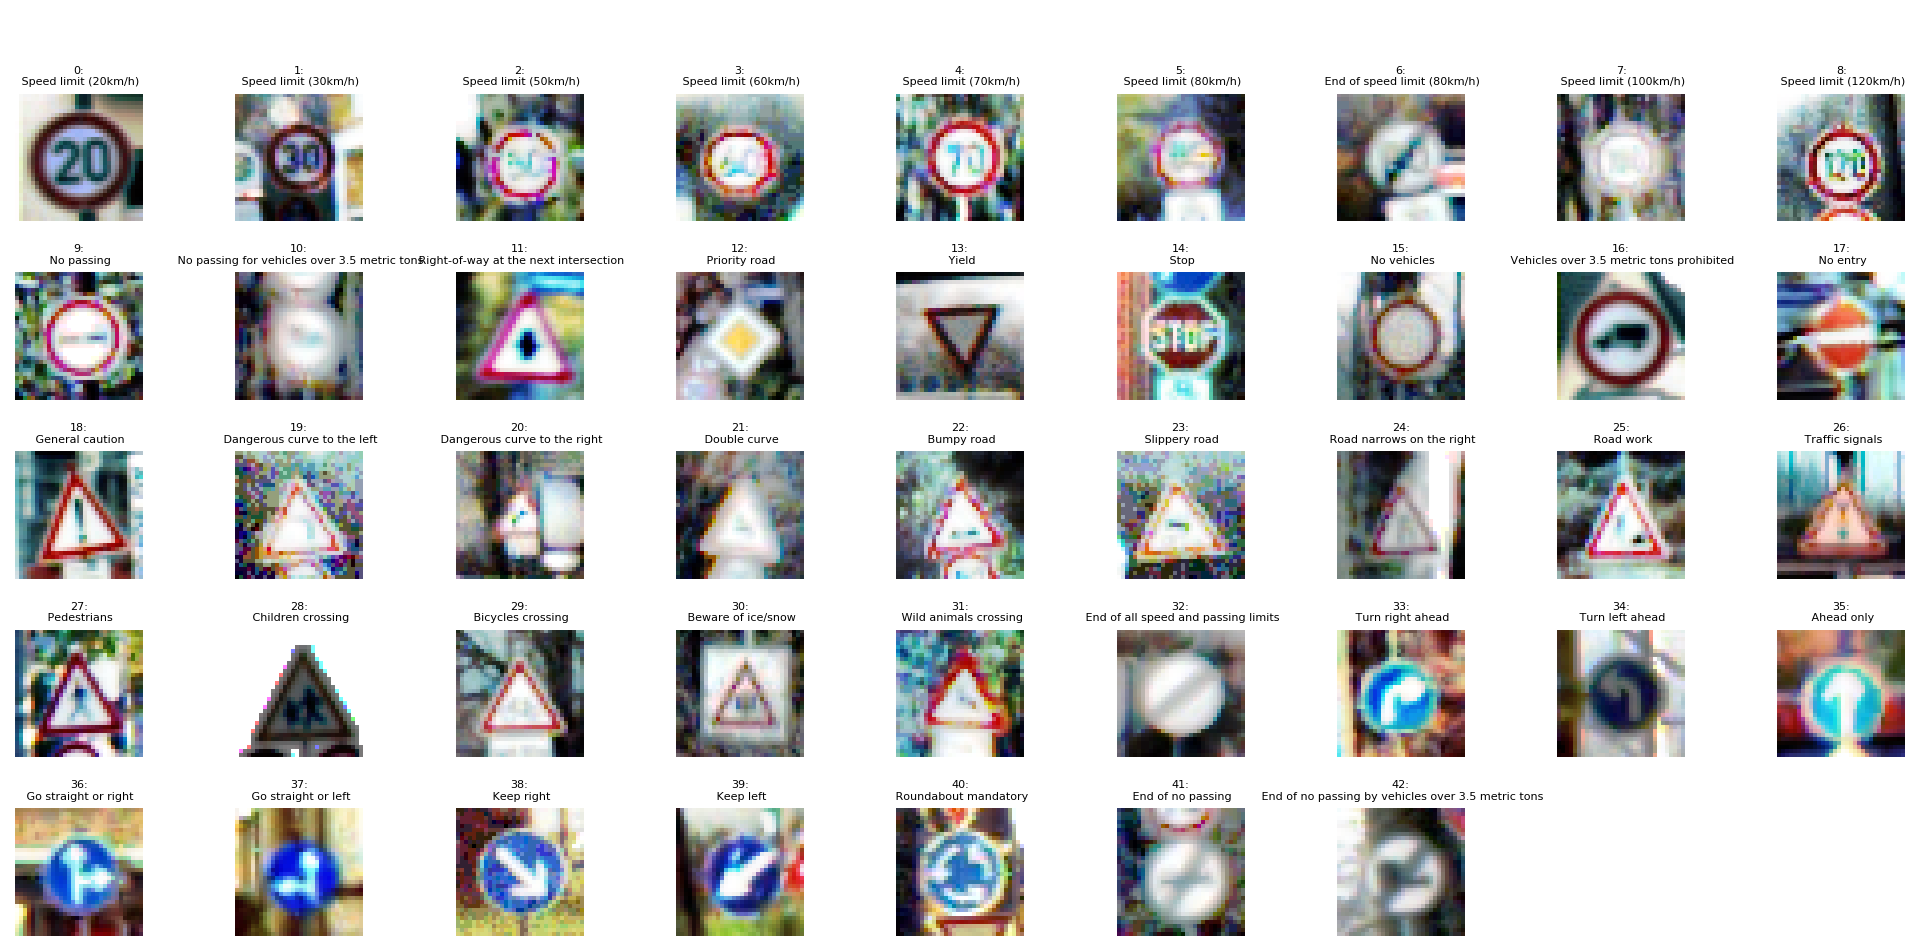 0:
Speed limit (20km/h)
1:
Speed limit (30km/h)
2:
Speed limit (50km/h)
3:
Speed limit (60km/h)
4:
Speed limit (70km/h)
5:
Speed limit (80km/h)
6:
End of speed limit (80km/h)
7:
Speed limit (100km/h)
8:
Speed limit (120km/h)
20
30
70
9:
No passing
10:
No passing for vehicles over 3.5 metric tons
11:
Right-of-way at the next intersection
12:
Priority road
13:
Yield
14:
Stop
15:
No vehicles
16:
Vehicles over 3.5 metric tons prohibited
17:
No entry
STOP
18:
General caution
19:
Dangerous curve to the left
20:
Dangerous curve to the right
21:
Double curve
22:
Bumpy road
23:
Slippery road
24:
Road narrows on the right
25:
Road work
26:
Traffic signals
27:
Pedestrians
28:
Children crossing
29:
Bicycles crossing
30:
Beware of ice/snow
31:
Wild animals crossing
32:
End of all speed and passing limits
33:
Turn right ahead
34:
Turn left ahead
35:
Ahead only
36:
Go straight or right
37:
Go straight or left
38:
Keep right
39:
Keep left
40:
Roundabout mandatory
41:
End of no passing
42:
End of no passing by vehicles over 3.5 metric tons